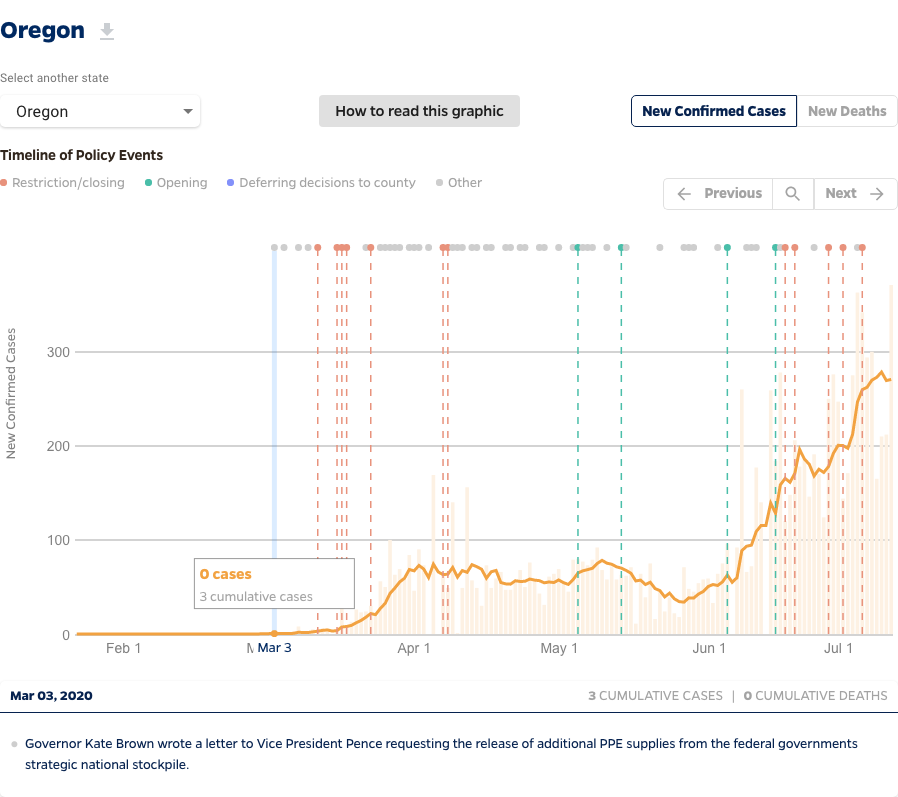 Oregon
Select another state
Oregon
How to read this graphic
New Confirmed Cases
New Deaths
Timeline of Policy Events
Restriction/closing
Opening
Deferring decisions to county
Other
Previous
Next
New Confirmed Cases
300
200
100
0
0 cases
3 cumulative cases
Feb 1
Mar 3
Apr 1
May 1
Jun 1
Jul 1
Mar 03, 2020
3 CUMULATIVE CASES | 0 CUMULATIVE DEATHS
Governor Kate Brown wrote a letter to Vice President Pence requesting the release of additional PPE supplies from the federal governments
strategic national stockpile.